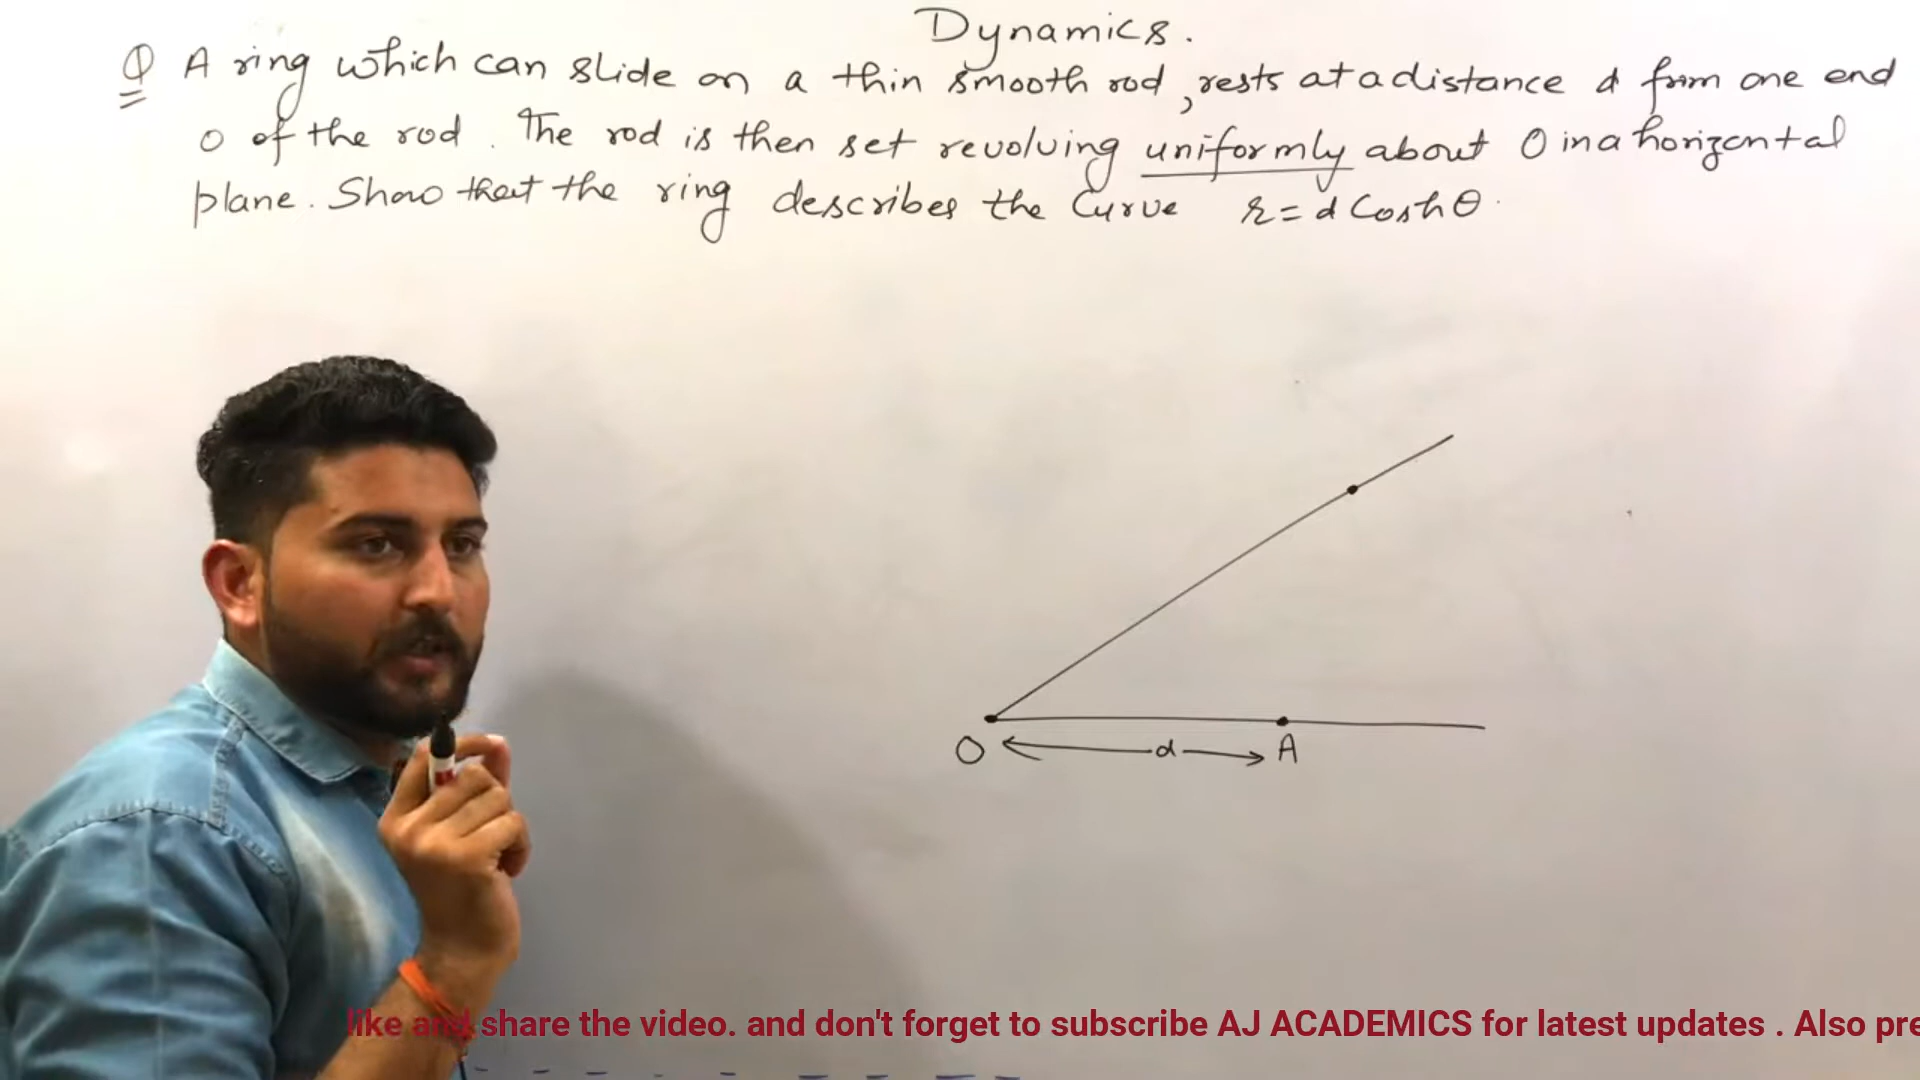 Dynamics.
Q A ring which can slide on a thin smooth rod, rests at a distance d from one end
O of the rod. The rod is then set revolving uniformly about O in a horizontal
plane. Show that the ring describes the Curve r = d Cosh θ.
O d A
like and share the video. and don't forget to subscribe AJ ACADEMICS for latest updates . Also pre